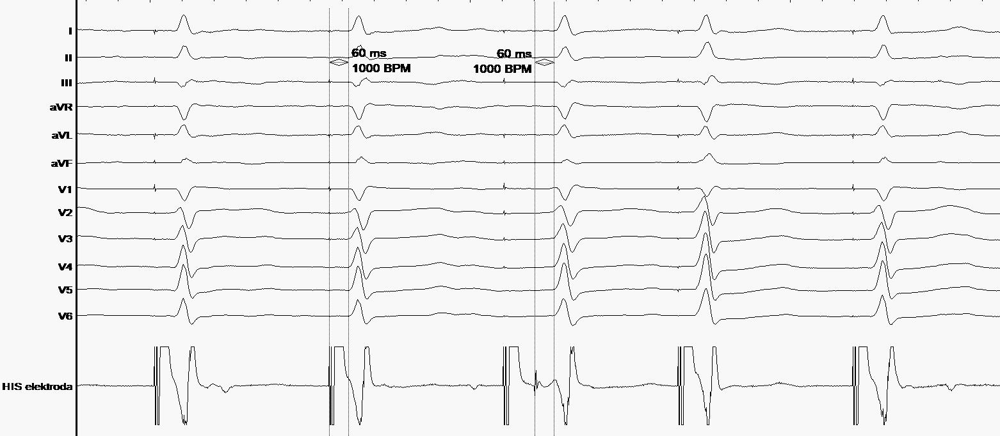 I
II
60 ms
1000 BPM
60 ms
1000 BPM
III
aVR
aVL
aVF
V1
V2
V3
V4
V5
V6
HIS elektroda